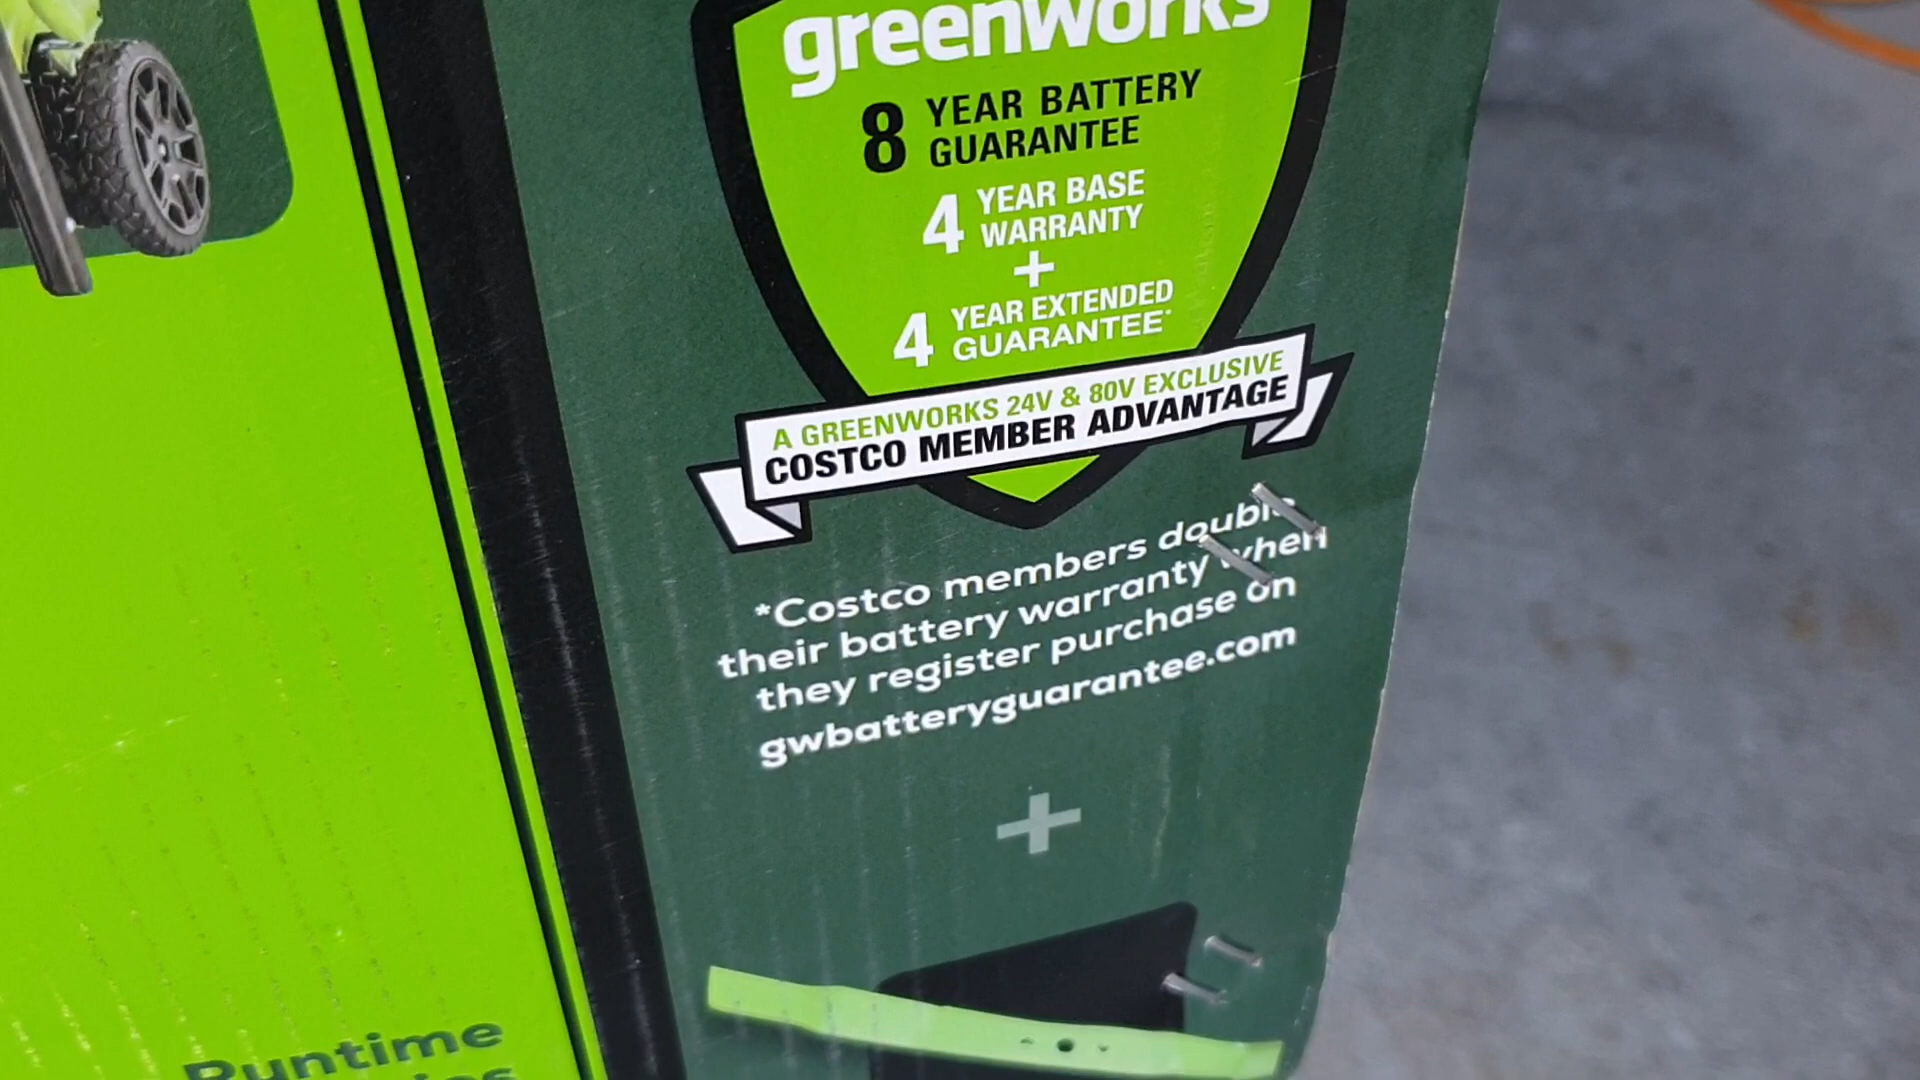 greenworks
8 YEAR BATTERY
GUARANTEE
4 YEAR BASE
WARRANTY
+
4 YEAR EXTENDED
GUARANTEE*
A GREENWORKS 24V & 80V EXCLUSIVE
COSTCO MEMBER ADVANTAGE
*Costco members double
their battery warranty when
they register purchase on
gwbatteryguarantee.com
+
Runtime